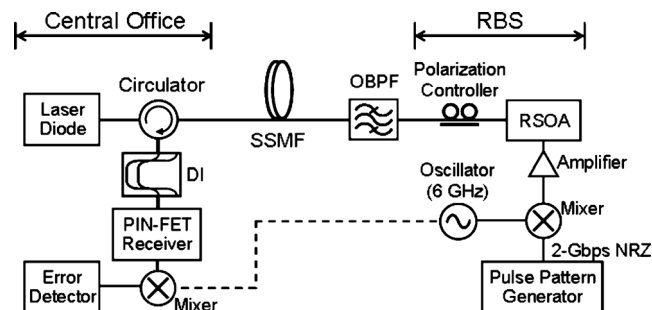 Central Office
RBS
Circulator
OBPF
Polarization
Controller
Laser
Diode
SSMF
RSOA
DI
Oscillator
(6 GHz)
Amplifier
PIN-FET
Receiver
Mixer
2-Gbps NRZ
Error
Detector
Mixer
Pulse Pattern
Generator